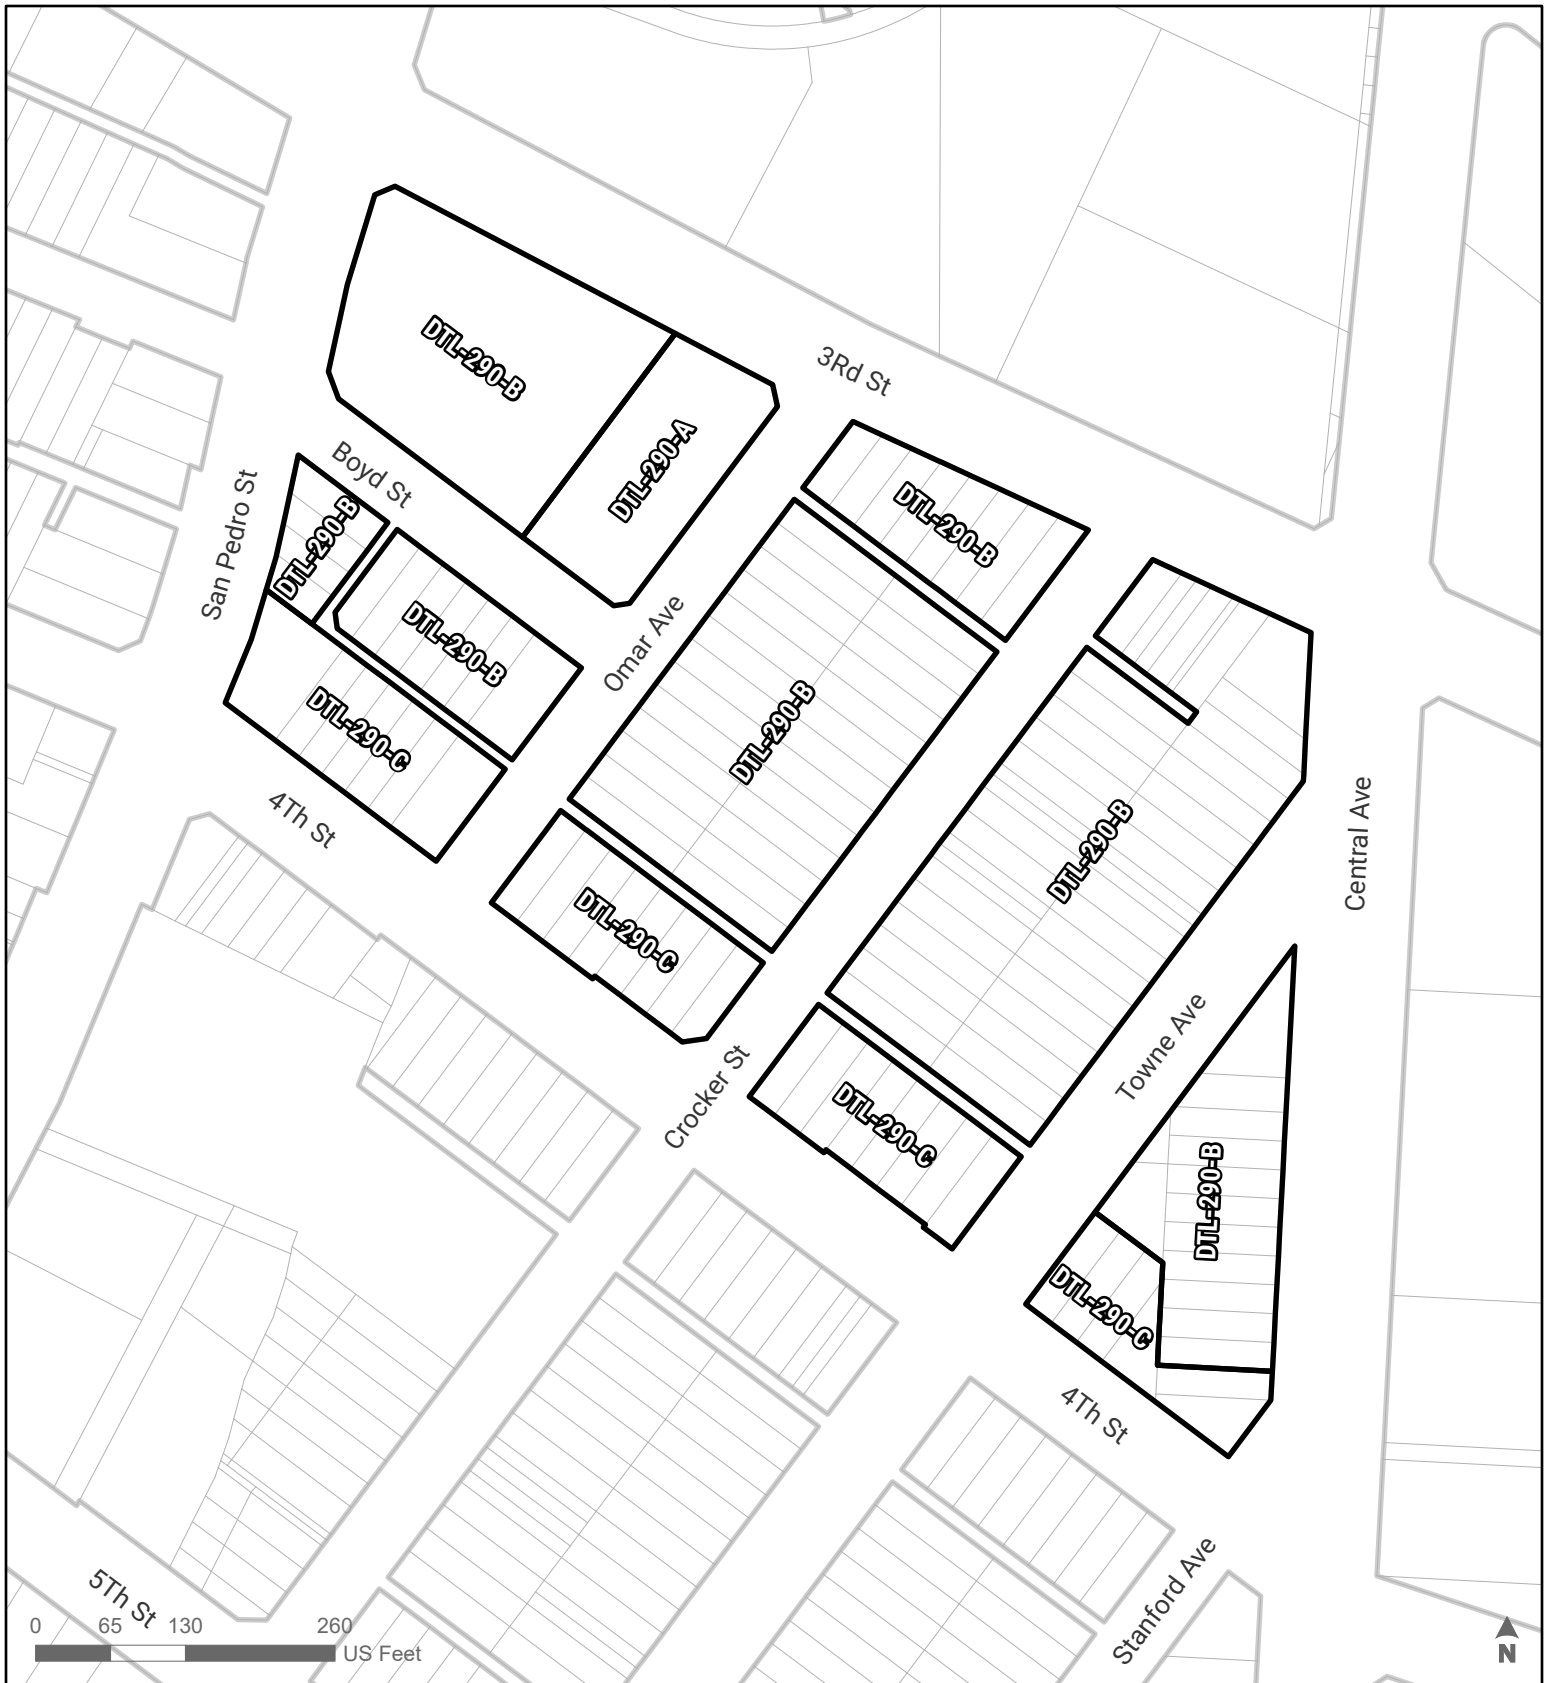 DTL-290-B
3Rd St
DTL-290-A
Boyd St
San Pedro St
DTL-290-B
DTL-290-B
DTL-290-B
Omar Ave
DTL-290-C
DTL-290-B
4Th St
DTL-290-B
Central Ave
DTL-290-C
Towne Ave
Crocker St
DTL-290-C
DTL-290-B
DTL-290-C
4Th St
5Th St
Stanford Ave
0 65 130 260
US Feet
N